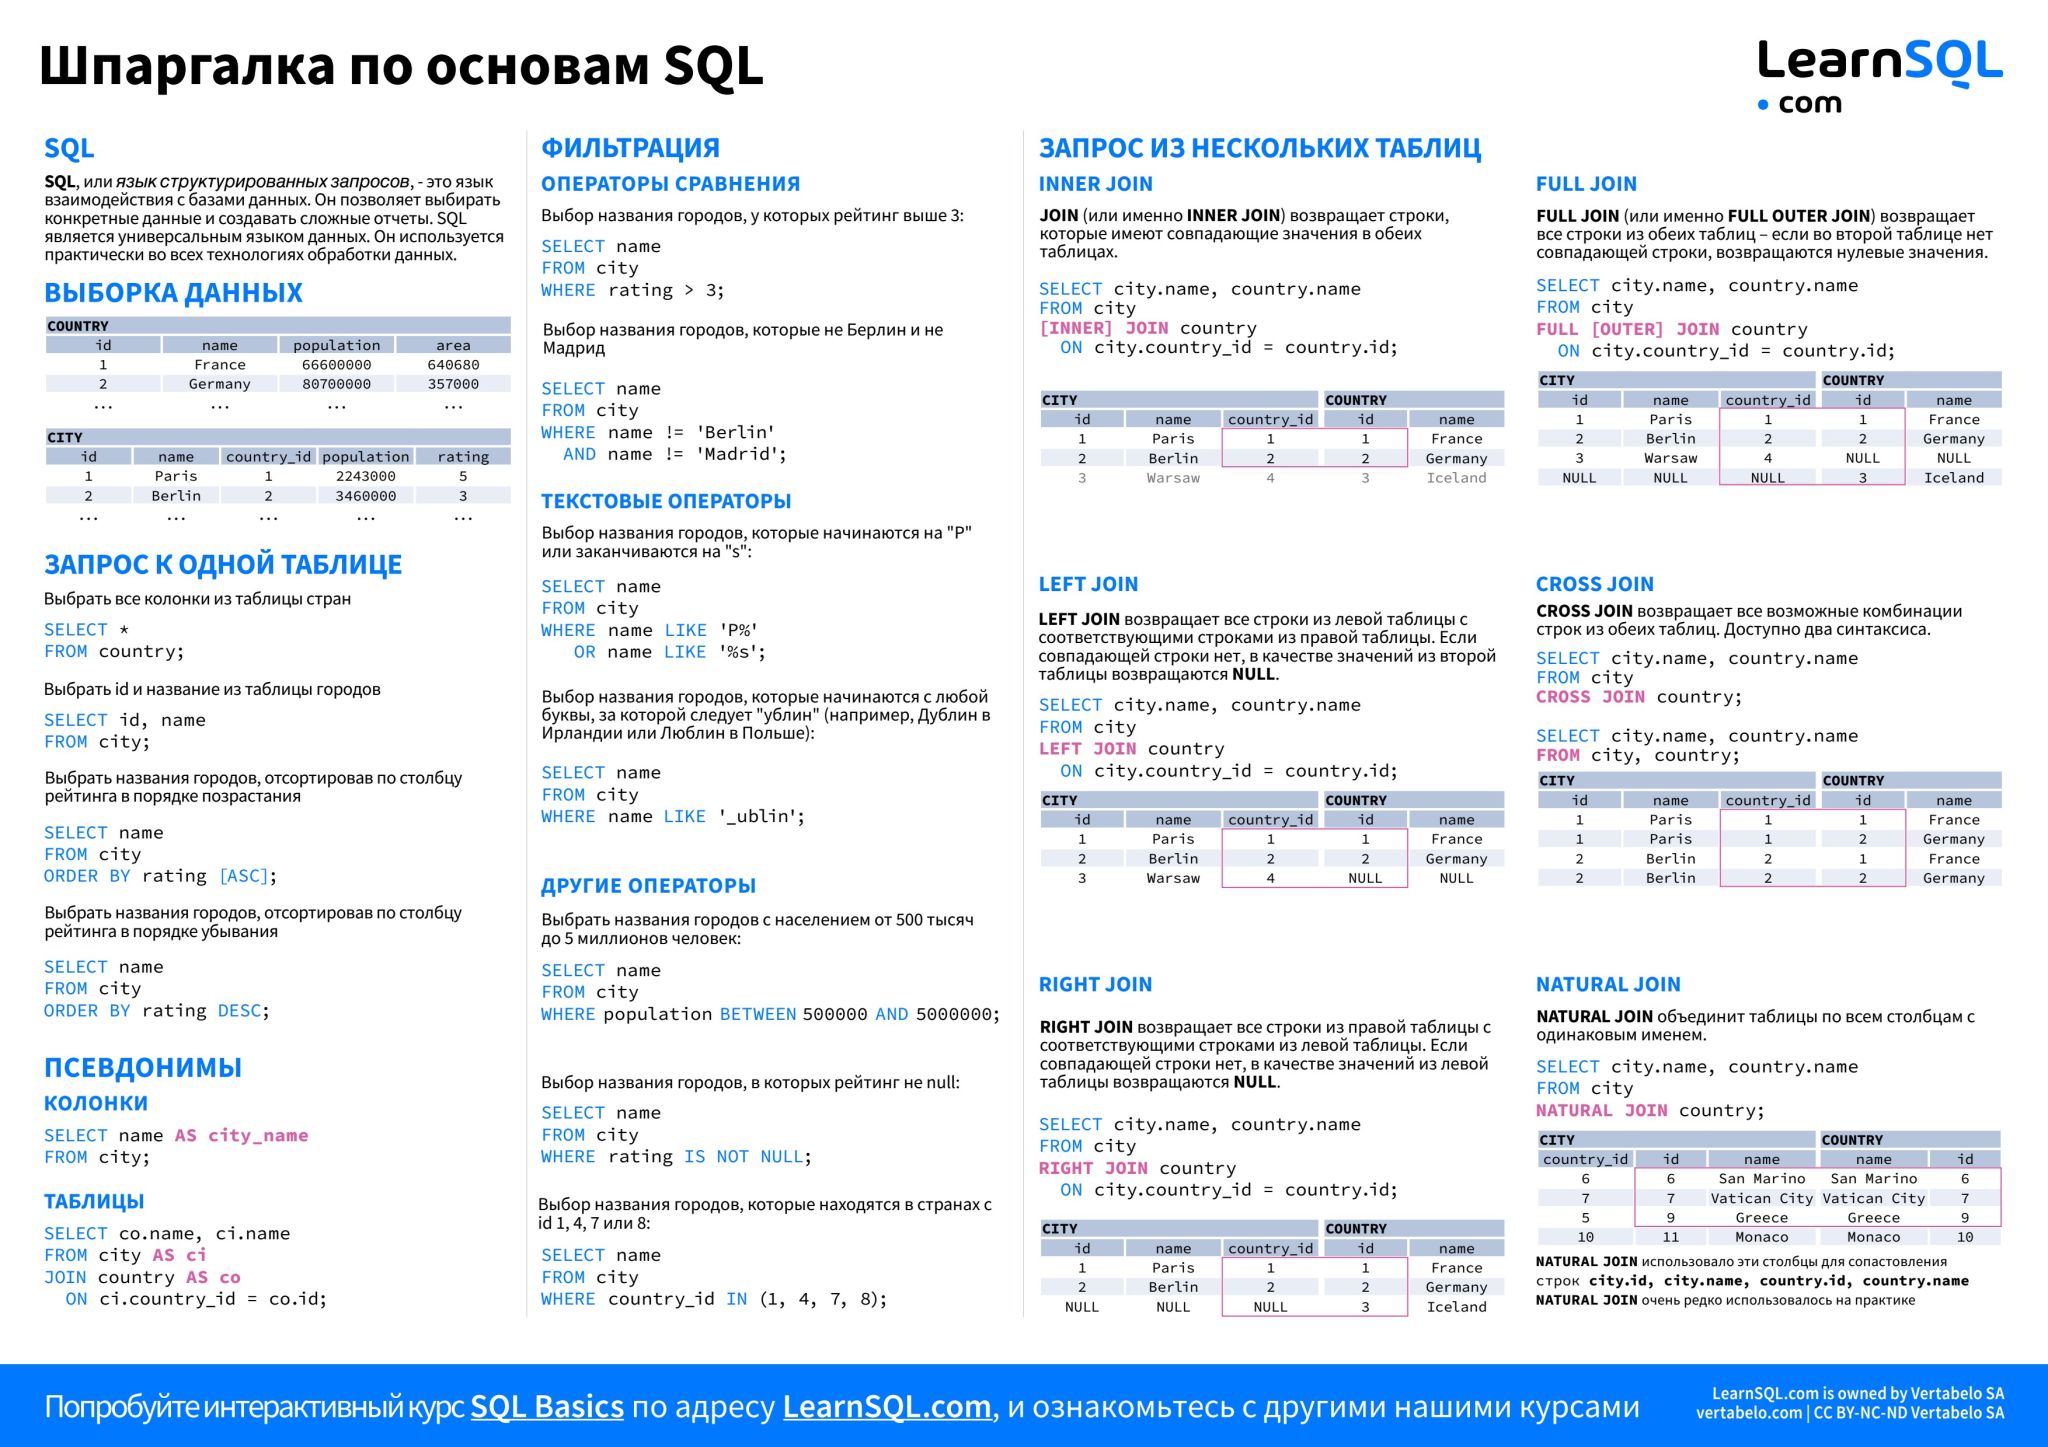 Шпаргалка по основам SQL
LearnSQL
• com
SQL
SQL, или язык структурированных запросов, - это язык
взаимодействия с базами данных. Он позволяет выбирать
конкретные данные и создавать сложные отчеты. SQL
является универсальным языком данных. Он используется
практически во всех технологиях обработки данных.
ВЫБОРКА ДАННЫХ
COUNTRY
id name population area
1 France 66600000 640680
2 Germany 80700000 357000
... ... ... ...
CITY
id name country_id population rating
1 Paris 1 2243000 5
2 Berlin 2 3460000 3
... ... ... ... ...
ЗАПРОС К ОДНОЙ ТАБЛИЦЕ
Выбрать все колонки из таблицы стран
SELECT *
FROM country;
Выбрать id и название из таблицы городов
SELECT id, name
FROM city;
Выбрать названия городов, отсортировав по столбцу
рейтинга в порядке позрастания
SELECT name
FROM city
ORDER BY rating [ASC];
Выбрать названия городов, отсортировав по столбцу
рейтинга в порядке убывания
SELECT name
FROM city
ORDER BY rating DESC;
ПСЕВДОНИМЫ
КОЛОНКИ
SELECT name AS city_name
FROM city;
ТАБЛИЦЫ
SELECT co.name, ci.name
FROM city AS ci
JOIN country AS co
ON ci.country_id = co.id;
ФИЛЬТРАЦИЯ
ОПЕРАТОРЫ СРАВНЕНИЯ
Выбор названия городов, у которых рейтинг выше 3:
SELECT name
FROM city
WHERE rating > 3;
Выбор названия городов, которые не Берлин и не
Мадрид
SELECT name
FROM city
WHERE name != 'Berlin'
AND name != 'Madrid';
ТЕКСТОВЫЕ ОПЕРАТОРЫ
Выбор названия городов, которые начинаются на "P"
или заканчиваются на "s":
SELECT name
FROM city
WHERE name LIKE 'P%'
OR name LIKE '%s';
Выбор названия городов, которые начинаются с любой
буквы, за которой следует "ублин" (например, Дублин в
Ирландии или Люблин в Польше):
SELECT name
FROM city
WHERE name LIKE '_ublin';
ДРУГИЕ ОПЕРАТОРЫ
Выбрать названия городов с населением от 500 тысяч
до 5 миллионов человек:
SELECT name
FROM city
WHERE population BETWEEN 500000 AND 5000000;
Выбор названия городов, в которых рейтинг не null:
SELECT name
FROM city
WHERE rating IS NOT NULL;
Выбор названия городов, которые находятся в странах с
id 1, 4, 7 или 8:
SELECT name
FROM city
WHERE country_id IN (1, 4, 7, 8);
ЗАПРОС ИЗ НЕСКОЛЬКИХ ТАБЛИЦ
INNER JOIN
JOIN (или именно INNER JOIN) возвращает строки,
которые имеют совпадающие значения в обеих
таблицах.
SELECT city.name, country.name
FROM city
[INNER] JOIN country
ON city.country_id = country.id;
CITY COUNTRY
id name country_id id name
1 Paris 1 1 France
2 Berlin 2 2 Germany
3 Warsaw 4 3 Iceland
LEFT JOIN
LEFT JOIN возвращает все строки из левой таблицы с
соответствующими строками из правой таблицы. Если
совпадающей строки нет, в качестве значений из второй
таблицы возвращаются NULL.
SELECT city.name, country.name
FROM city
LEFT JOIN country
ON city.country_id = country.id;
CITY COUNTRY
id name country_id id name
1 Paris 1 1 France
2 Berlin 2 2 Germany
3 Warsaw 4 NULL NULL
RIGHT JOIN
RIGHT JOIN возвращает все строки из правой таблицы с
соответствующими строками из левой таблицы. Если
совпадающей строки нет, в качестве значений из левой
таблицы возвращаются NULL.
SELECT city.name, country.name
FROM city
RIGHT JOIN country
ON city.country_id = country.id;
CITY COUNTRY
id name country_id id name
1 Paris 1 1 France
2 Berlin 2 2 Germany
NULL NULL NULL 3 Iceland
FULL JOIN
FULL JOIN (или именно FULL OUTER JOIN) возвращает
все строки из обеих таблиц – если во второй таблице нет
совпадающей строки, возвращаются нулевые значения.
SELECT city.name, country.name
FROM city
FULL [OUTER] JOIN country
ON city.country_id = country.id;
CITY COUNTRY
id name country_id id name
1 Paris 1 1 France
2 Berlin 2 2 Germany
3 Warsaw 4 NULL NULL
NULL NULL NULL 3 Iceland
CROSS JOIN
CROSS JOIN возвращает все возможные комбинации
строк из обеих таблиц. Доступно два синтаксиса.
SELECT city.name, country.name
FROM city
CROSS JOIN country;
SELECT city.name, country.name
FROM city, country;
CITY COUNTRY
id name country_id id name
1 Paris 1 1 France
1 Paris 1 2 Germany
2 Berlin 2 1 France
2 Berlin 2 2 Germany
NATURAL JOIN
NATURAL JOIN объединит таблицы по всем столбцам с
одинаковым именем.
SELECT city.name, country.name
FROM city
NATURAL JOIN country;
CITY COUNTRY
country_id id name name id
6 6 San Marino San Marino 6
7 7 Vatican City Vatican City 7
5 9 Greece Greece 9
10 11 Monaco Monaco 10
NATURAL JOIN использовало эти столбцы для сопаставления
строк city.id, city.name, country.id, country.name
NATURAL JOIN очень редко использовалось на практике
Попробуйте интерактивный курс SQL Basics по адресу LearnSQL.com, и ознакомьтесь с другими нашими курсами
LearnSQL.com is owned by Vertabelo SA
vertabelo.com | CC BY-NC-ND Vertabelo SA